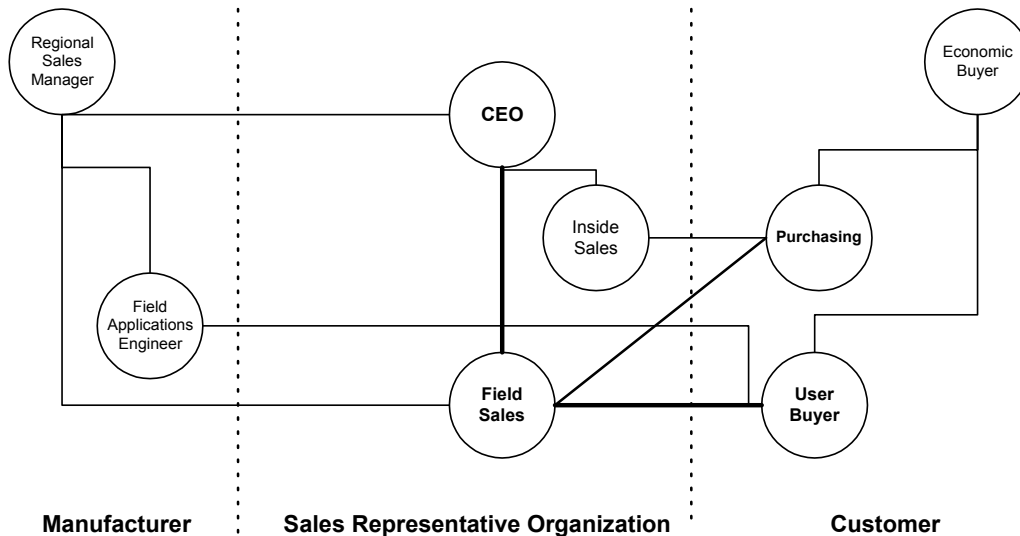 Regional
Sales
Manager
CEO
Economic
Buyer
Inside
Sales
Purchasing
Field
Applications
Engineer
Field
Sales
User
Buyer
Manufacturer
Sales Representative Organization
Customer